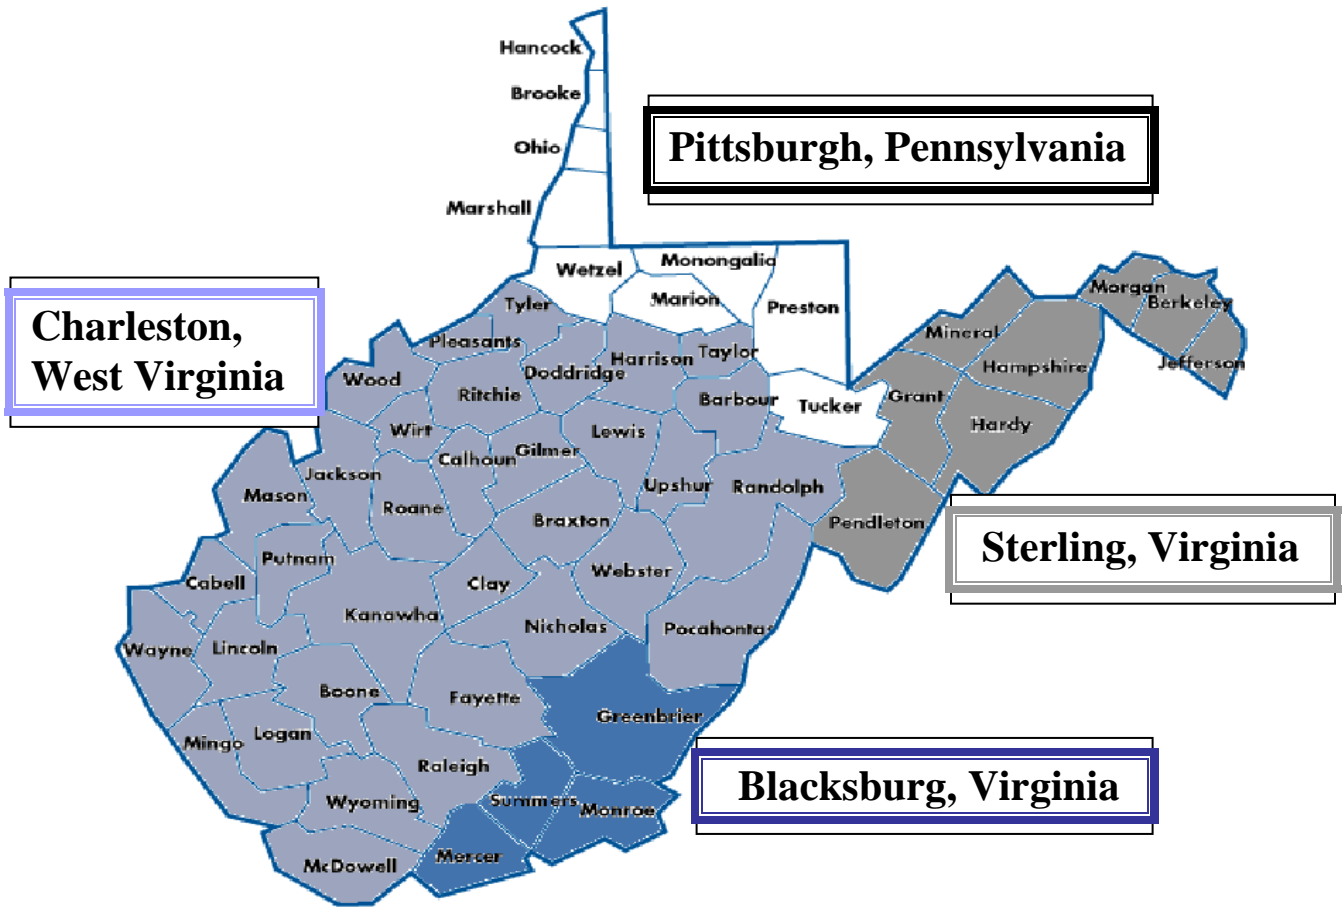 Hancock
Brooke
Pittsburgh, Pennsylvania
Ohio
Marshall
Wetzel
Monongalia
Marion
Preston
Tyler
Morgan
Berkeley
Jefferson
Mineral
Hampshire
Grant
Hardy
Charleston,
West Virginia
Pleasants
Doddridge
Harrison
Taylor
Wood
Ritchie
Barbour
Tucker
Wirt
Calhoun
Gilmer
Lewis
Jackson
Mason
Roane
Upshur
Randolph
Braxton
Pendleton
Sterling, Virginia
Putnam
Cabell
Clay
Webster
Kanawha
Nicholas
Pocahontas
Wayne
Lincoln
Boone
Fayette
Greenbrier
Mingo
Logan
Raleigh
Wyoming
Summers
Monroe
Blacksburg, Virginia
Mercer
McDowell